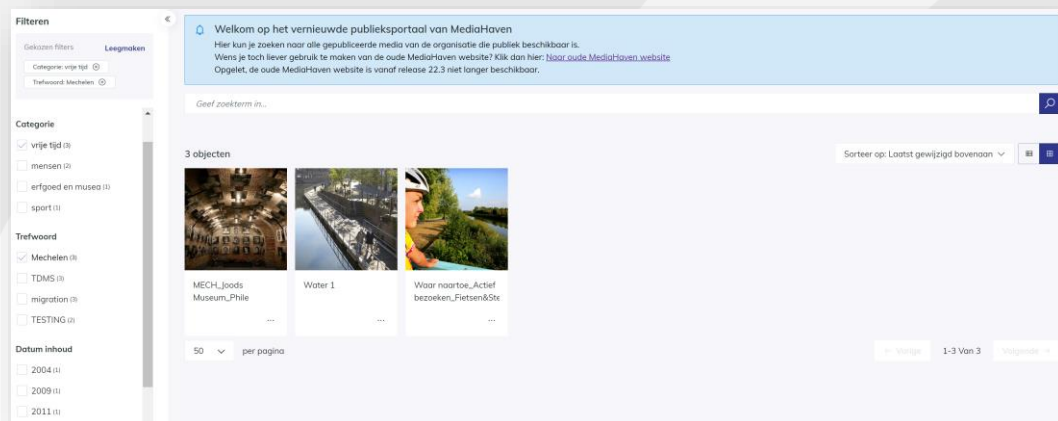 Filteren
Gekozen filters Leegmaken
Categorie: vrije tijd
Trefwoord: Mechelen
Categorie
vrije tijd (3)
mensen (2)
erfgoed en musea (1)
sport (1)
Trefwoord
Mechelen (3)
TDMS (3)
migration (3)
TESTING (2)
Datum inhoud
2004 (1)
2009 (1)
2011 (1)
Welkom op het vernieuwde publieksportaal van MediaHaven
Hier kun je zoeken naar alle gepubliceerde media van de organisatie die publiek beschikbaar is.
Wens je toch liever gebruik te maken van de oude MediaHaven website? Klik dan hier: Naar oude MediaHaven website
Opgelet, de oude MediaHaven website is vanaf release 22.3 niet langer beschikbaar.
Geef zoekterm in...
3 objecten
Sorteer op: Laatst gewijzigd bovenaan
MECH_Joods
Museum_Phile
...
Water 1
...
Waar naartoe_Actief
bezoeken_Fietsen&Ste
...
50 per pagina
← Vorige 1-3 Van 3 Volgende →